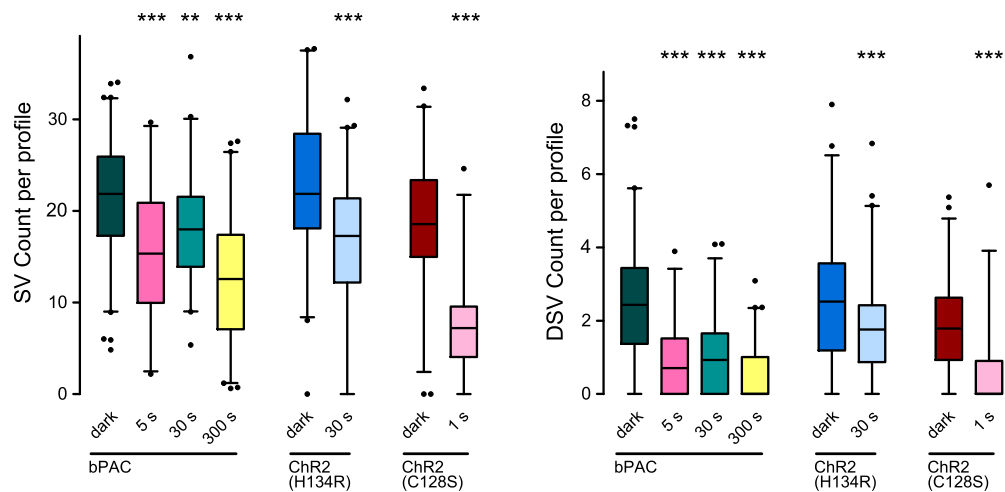 *** ** *** *** ***
SV Count per profile
30
20
10
0
dark 5 s 30 s 300 s dark 30 s dark 1 s
bPAC ChR2 ChR2
(H134R) (C128S)
*** *** *** *** ***
DSV Count per profile
8
6
4
2
0
dark 5 s 30 s 300 s dark 30 s dark 1 s
bPAC ChR2 ChR2
(H134R) (C128S)